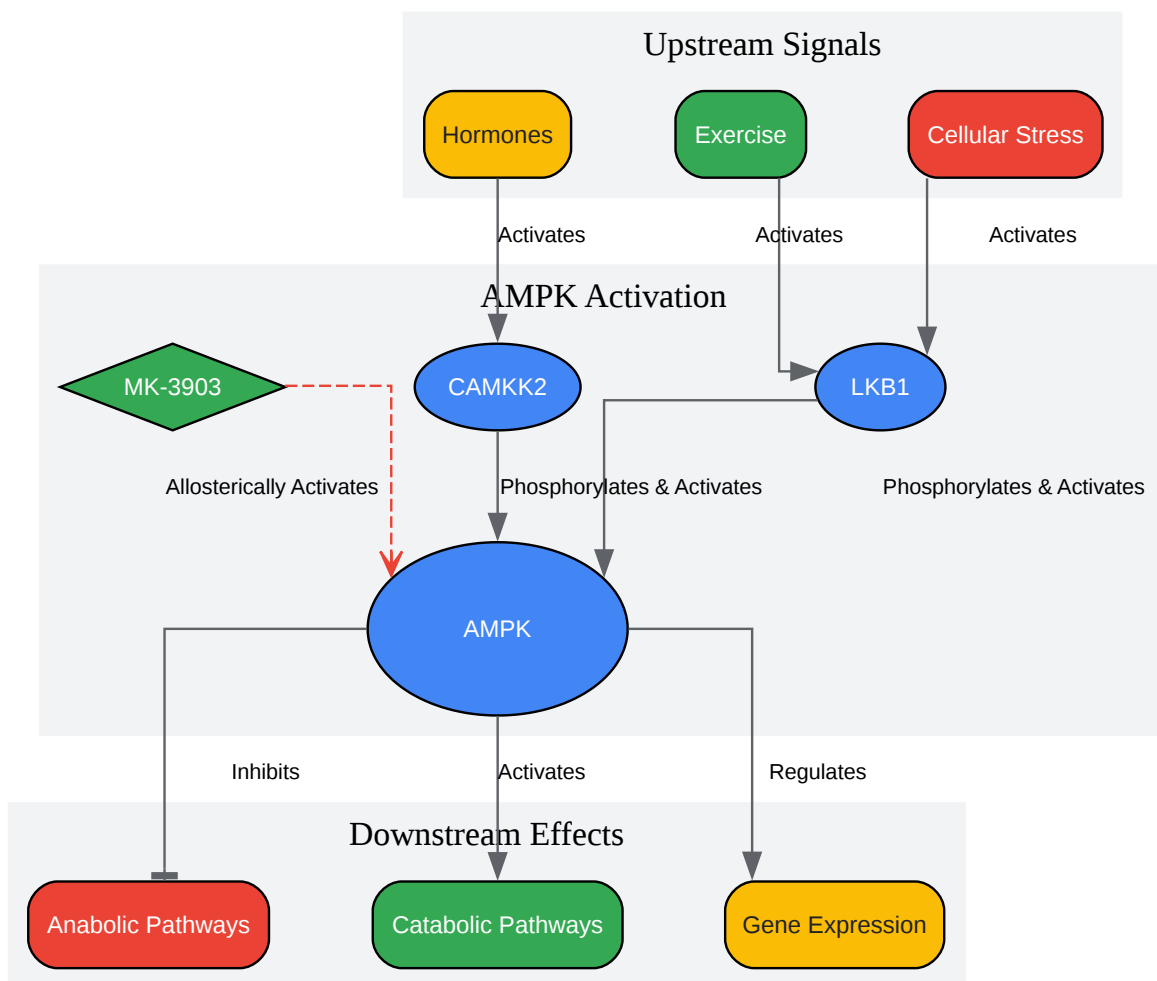 Upstream Signals
Hormones
Exercise
Cellular Stress
Activates
Activates
Activates
AMPK Activation
MK-3903
CAMKK2
LKB1
Allosterically Activates
Phosphorylates & Activates
Phosphorylates & Activates
AMPK
Inhibits
Activates
Regulates
Downstream Effects
Anabolic Pathways
Catabolic Pathways
Gene Expression